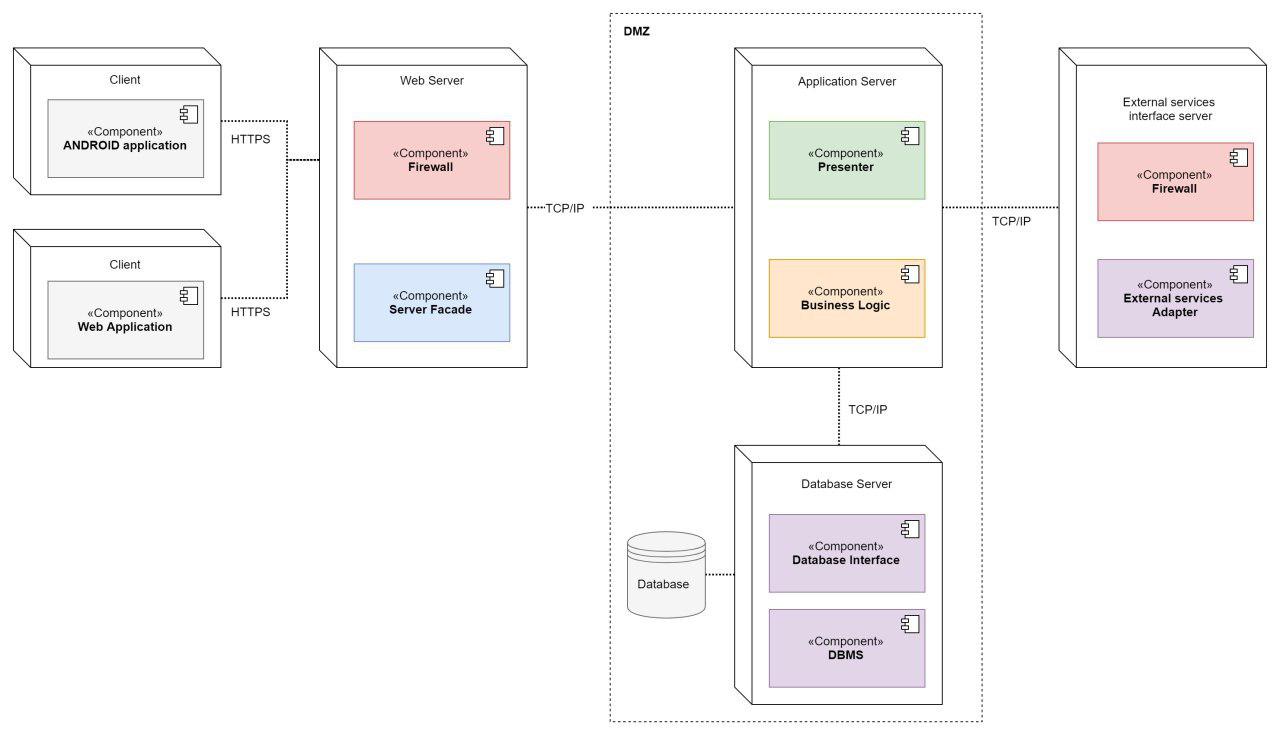 DMZ
Client
«Component»
ANDROID application
HTTPS
Client
«Component»
Web Application
HTTPS
Web Server
«Component»
Firewall
«Component»
Server Facade
TCP/IP
Application Server
«Component»
Presenter
«Component»
Business Logic
TCP/IP
External services
interface server
«Component»
Firewall
«Component»
External services
Adapter
TCP/IP
Database Server
«Component»
Database Interface
«Component»
DBMS
Database